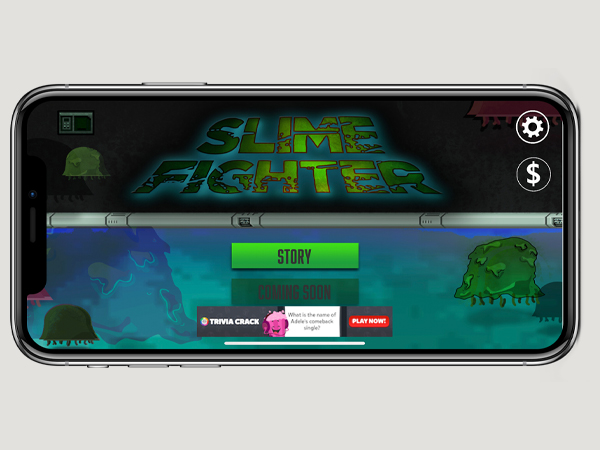 SLIME
FIGHTER
$
STORY
COMING SOON
TRIVIA CRACK
What is the name of
Adele's comeback
single?
PLAY NOW!